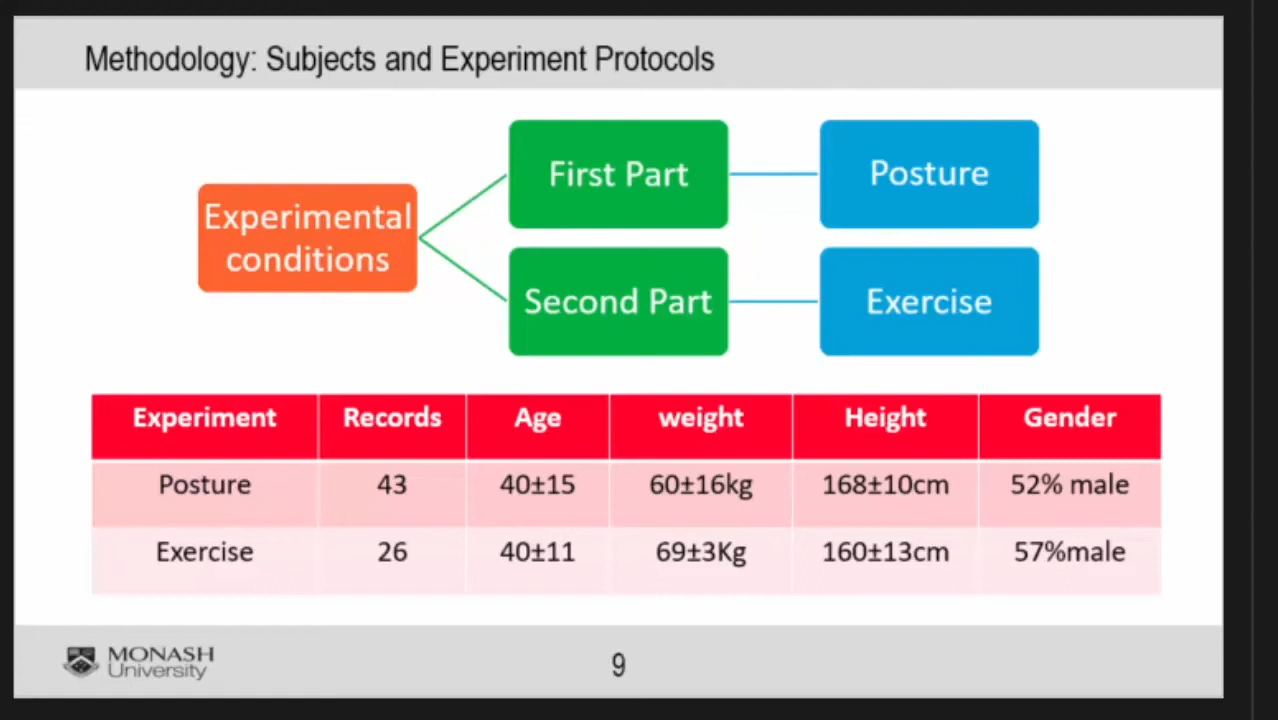 Methodology: Subjects and Experiment Protocols
Experimental
conditions
First Part
Posture
Second Part
Exercise
Experiment Records Age weight Height Gender
Posture 43 40±15 60±16kg 168±10cm 52% male
Exercise 26 40±11 69±3Kg 160±13cm 57%male
MONASH
University
9